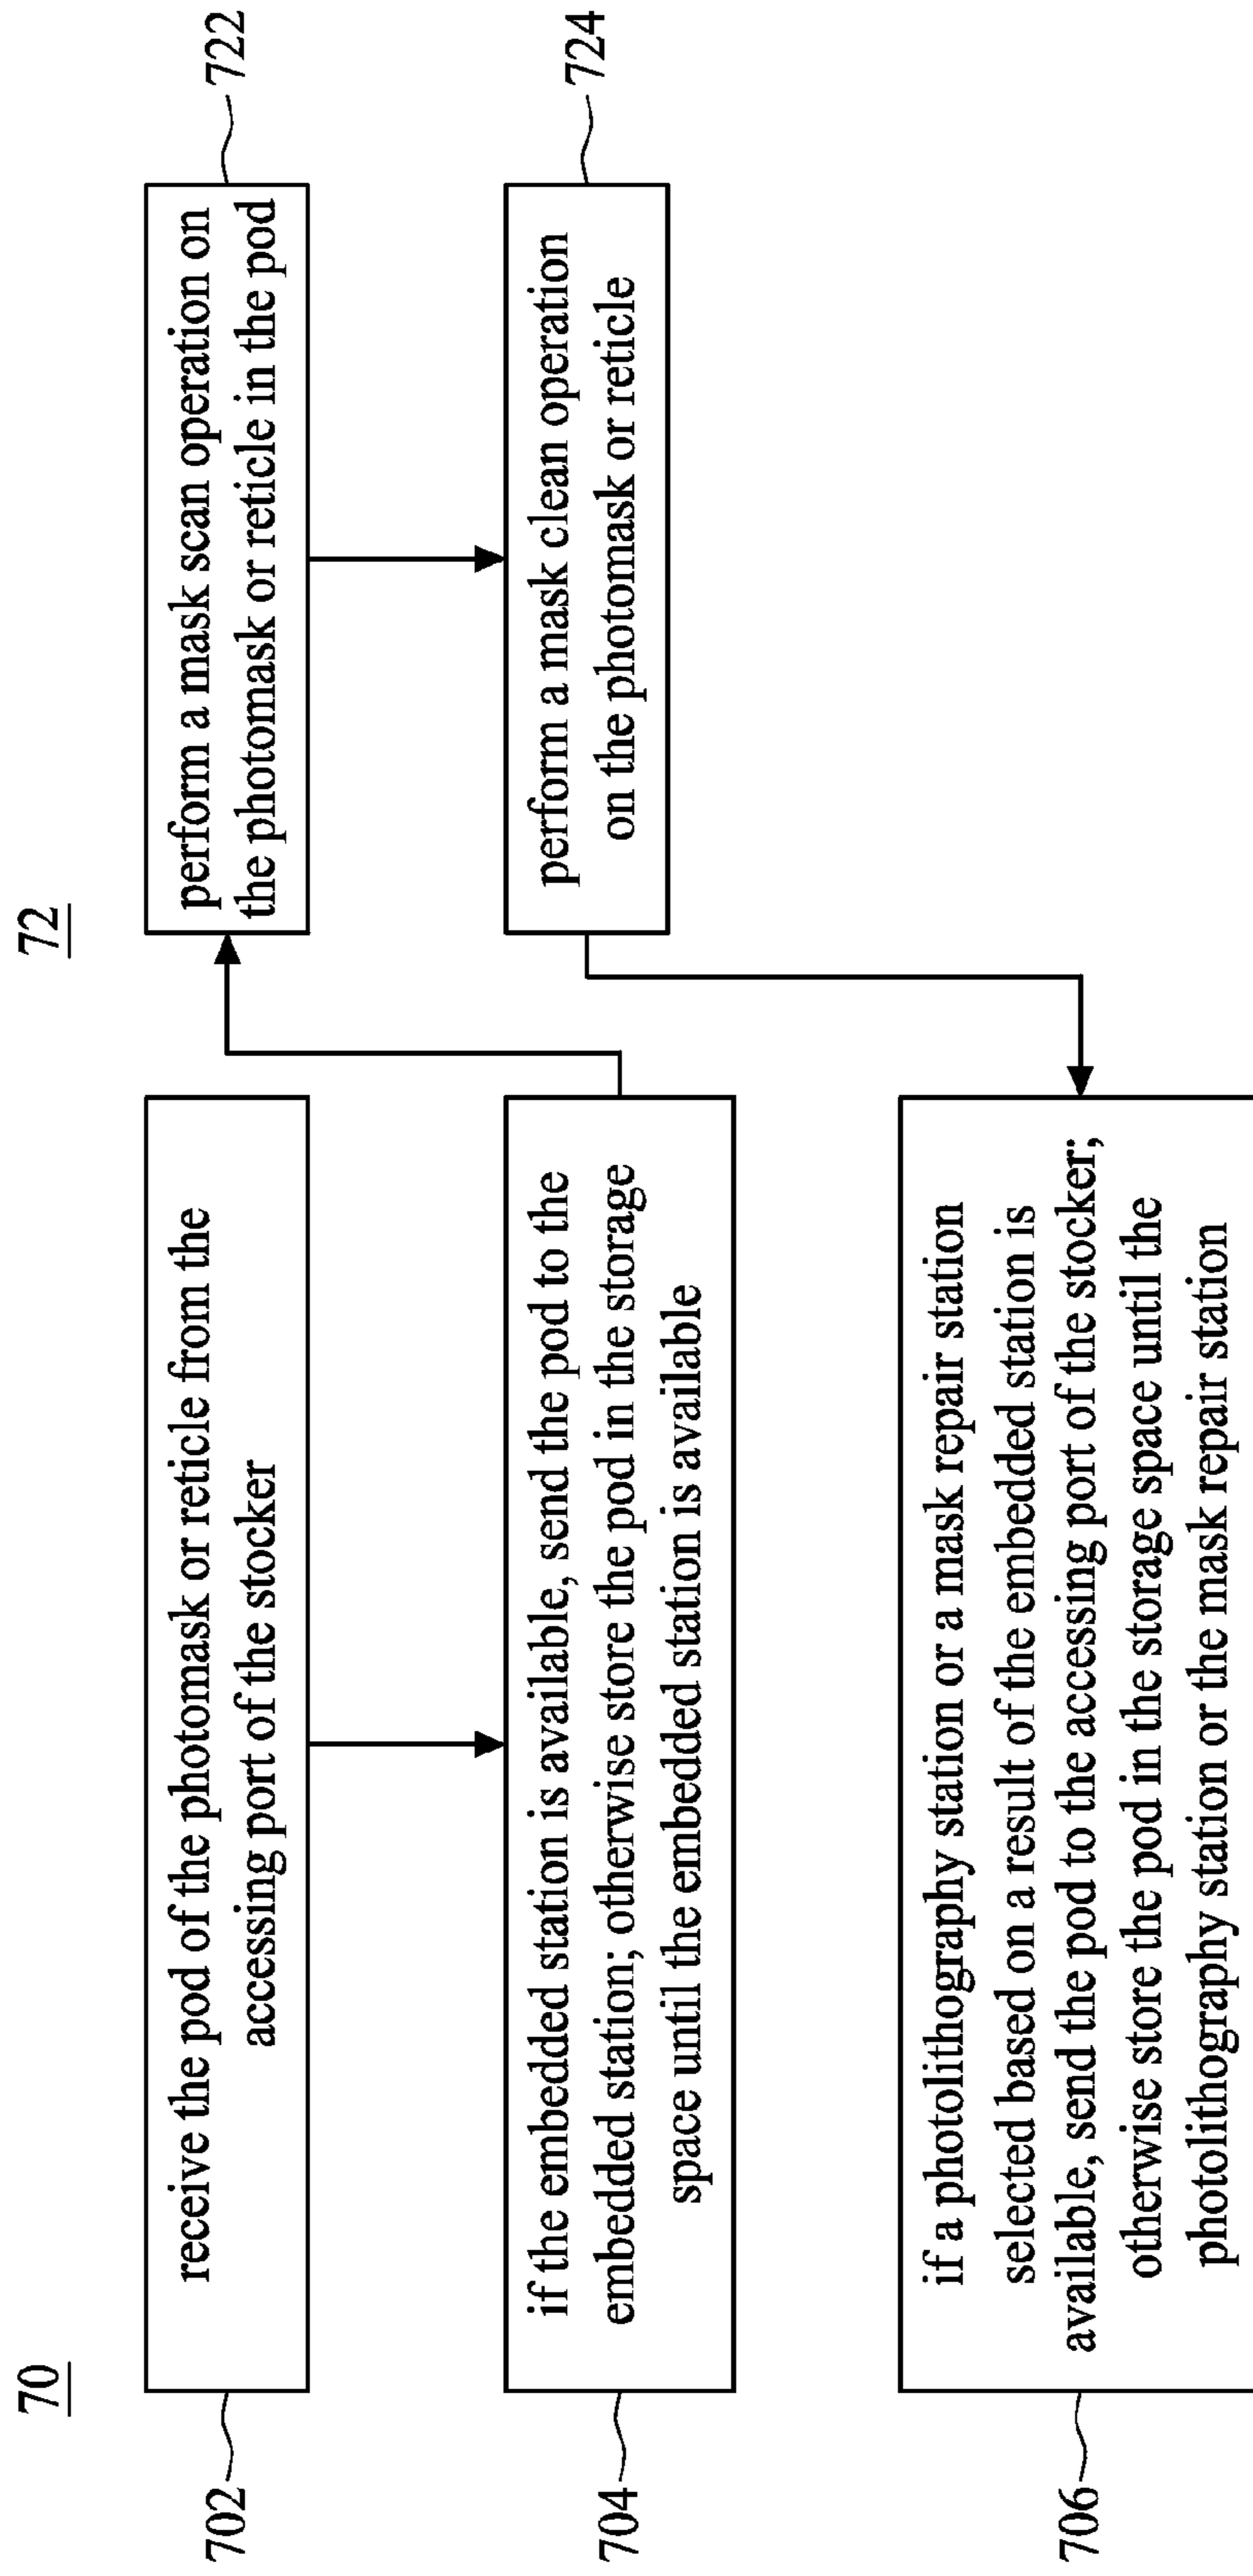 70
72
702
receive the pod of the photomask or reticle from the
accessing port of the stocker
perform a mask scan operation on
the photomask or reticle in the pod
722
704
if the embedded station is available, send the pod to the
embedded station; otherwise store the pod in the storage
space until the embedded station is available
perform a mask clean operation
on the photomask or reticle
724
706
if a photolithography station or a mask repair station
selected based on a result of the embedded station is
available, send the pod to the accessing port of the stocker;
otherwise store the pod in the storage space until the
photolithography station or the mask repair station